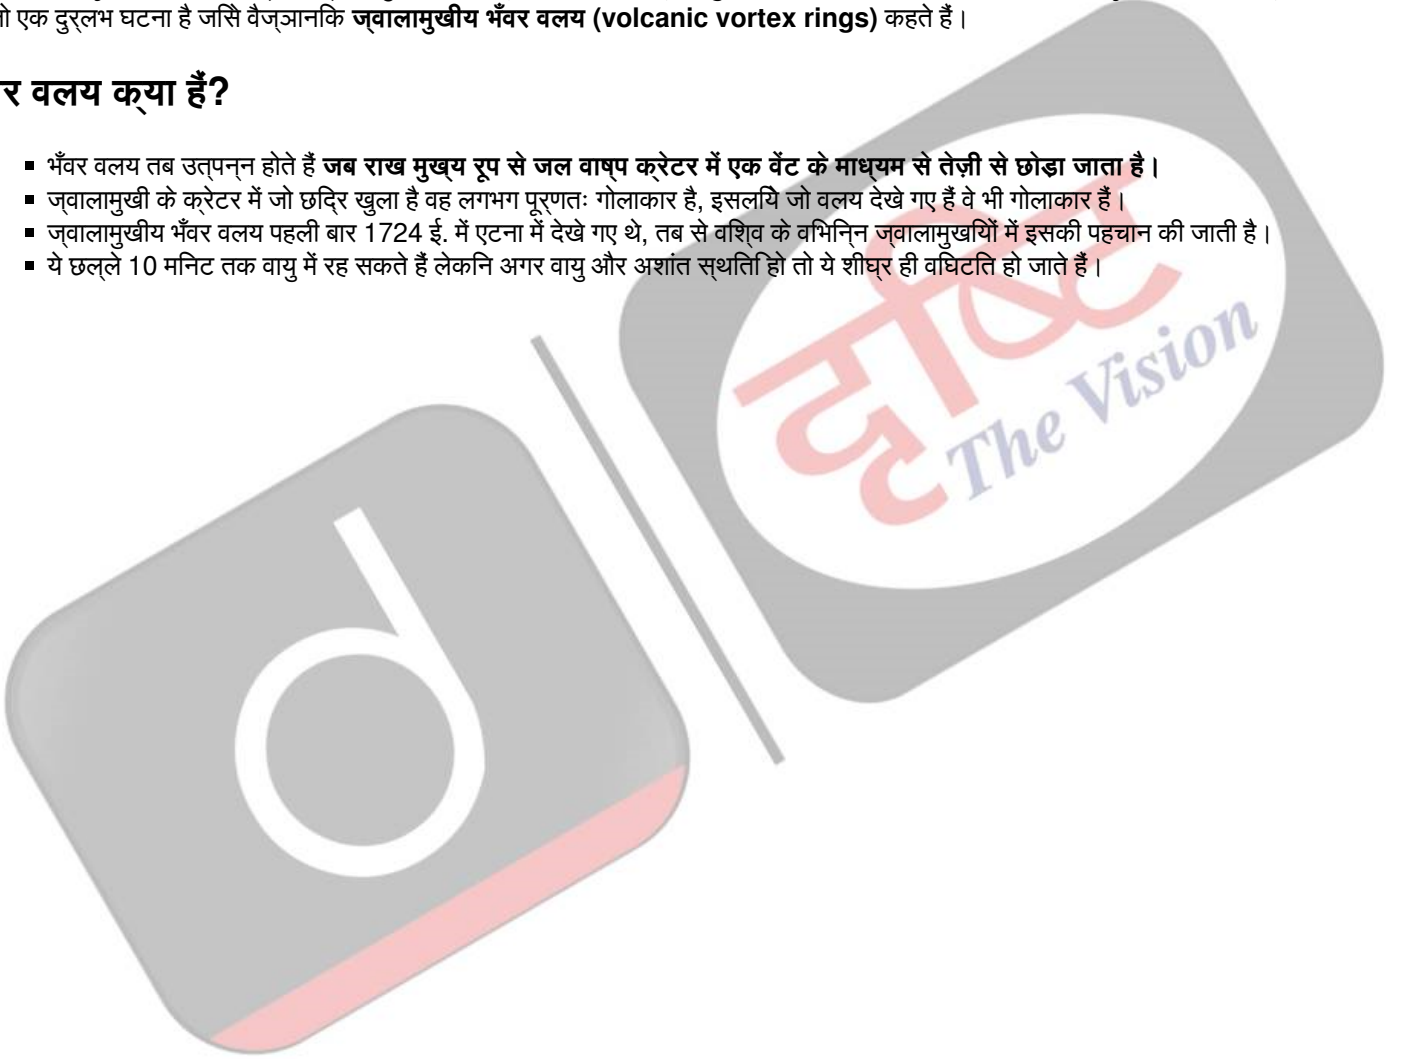 एक दुर्लभ घटना है जिसे वैज्ञानिक ज्वालामुखीय भँवर वलय (volcanic vortex rings) कहते हैं।
र वलय क्या हैं?
भँवर वलय तब उत्पन्न होते हैं जब राख मुख्य रूप से जल वाष्प क्रेटर में एक वेंट के माध्यम से तेज़ी से छोड़ा जाता है।
ज्वालामुखी के क्रेटर में जो छिद्र खुला है वह लगभग पूर्णतः गोलाकार है, इसलिये जो वलय देखे गए हैं वे भी गोलाकार हैं।
ज्वालामुखीय भँवर वलय पहली बार 1724 ई. में एटना में देखे गए थे, तब से विश्व के विभिन्न ज्वालामुखियों में इसकी पहचान की जाती है।
ये छल्ले 10 मिनट तक वायु में रह सकते हैं लेकिन अगर वायु और अशांत स्थिति हो तो ये शीघ्र ही विघटित हो जाते हैं।
दृष्टि
The Vision
d